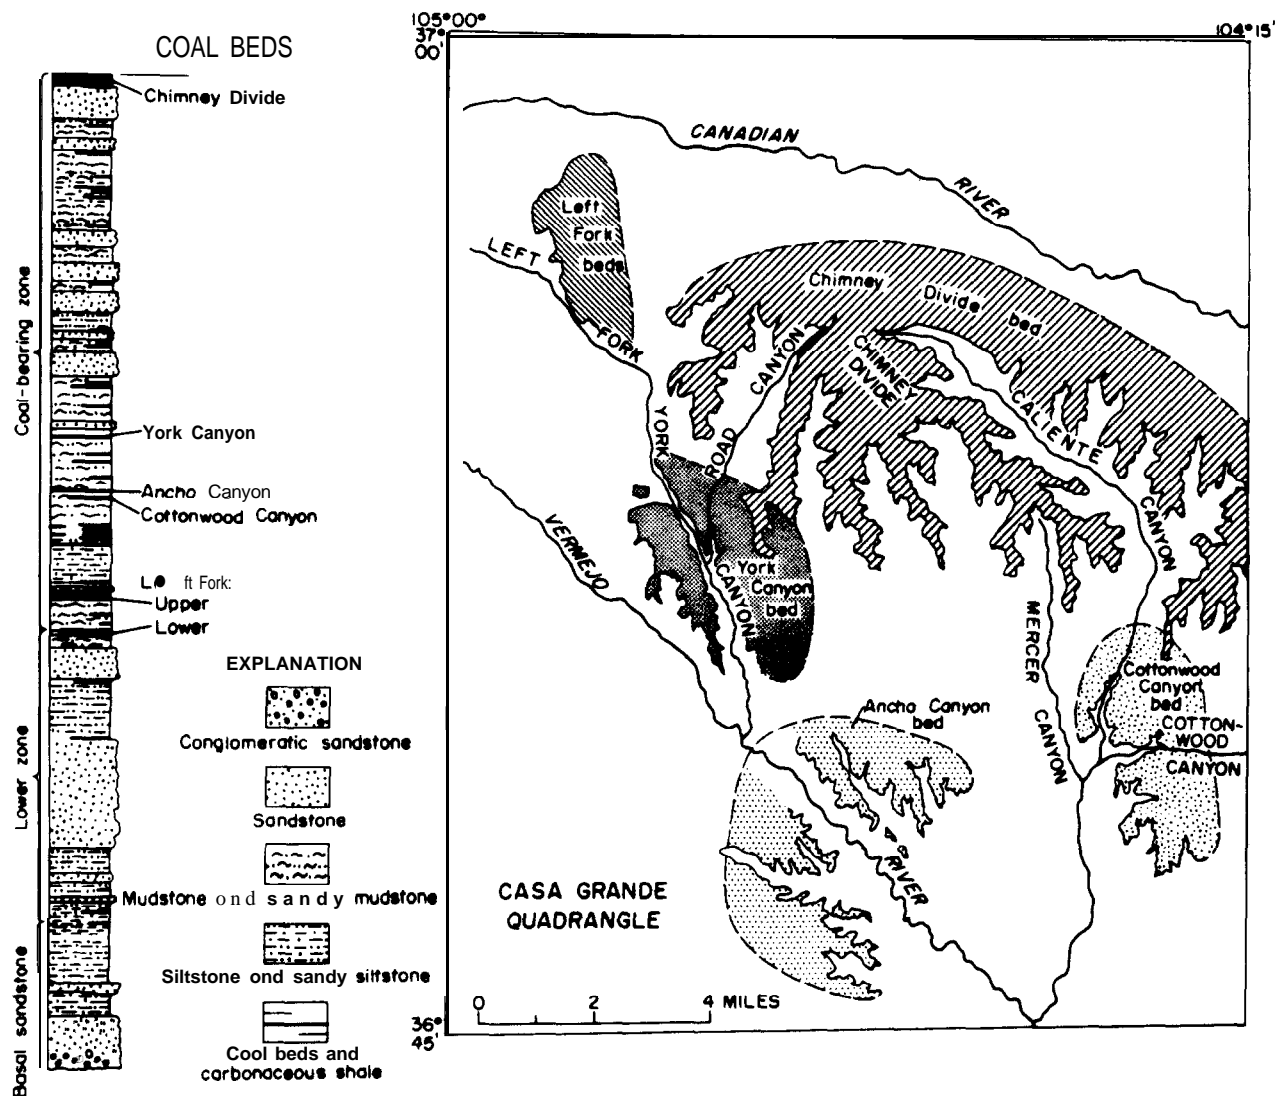 COAL BEDS
Chimney Divide
York Canyon
Ancho Canyon
Cottonwood Canyon
ft Fork:
Upper
Lower
Coal-bearing zone
Lower zone
Basal sandstone
EXPLANATION
Conglomeratic sandstone
Sandstone
Mudstone ond sandy mudstone
Siltstone ond sandy siltstone
Cool beds and
carbonaceous shale
105°00'
37°
00'
104°15'
CANADIAN
RIVER
Left
Fork
beds
LEFT
FORK
YORK
CANYON
ROAD
CANYON
Chimney
Divide
bed
CHIMNEY
DIVIDE
CALIENTE
CANYON
VERMEJO
RIVER
York
Canyon
bed
MERCER
CANYON
Ancho Canyon
bed
Cottonwood
Canyon
bed
COTTON-
WOOD
CANYON
CASA GRANDE
QUADRANGLE
0 2 4 MILES
36°
45'